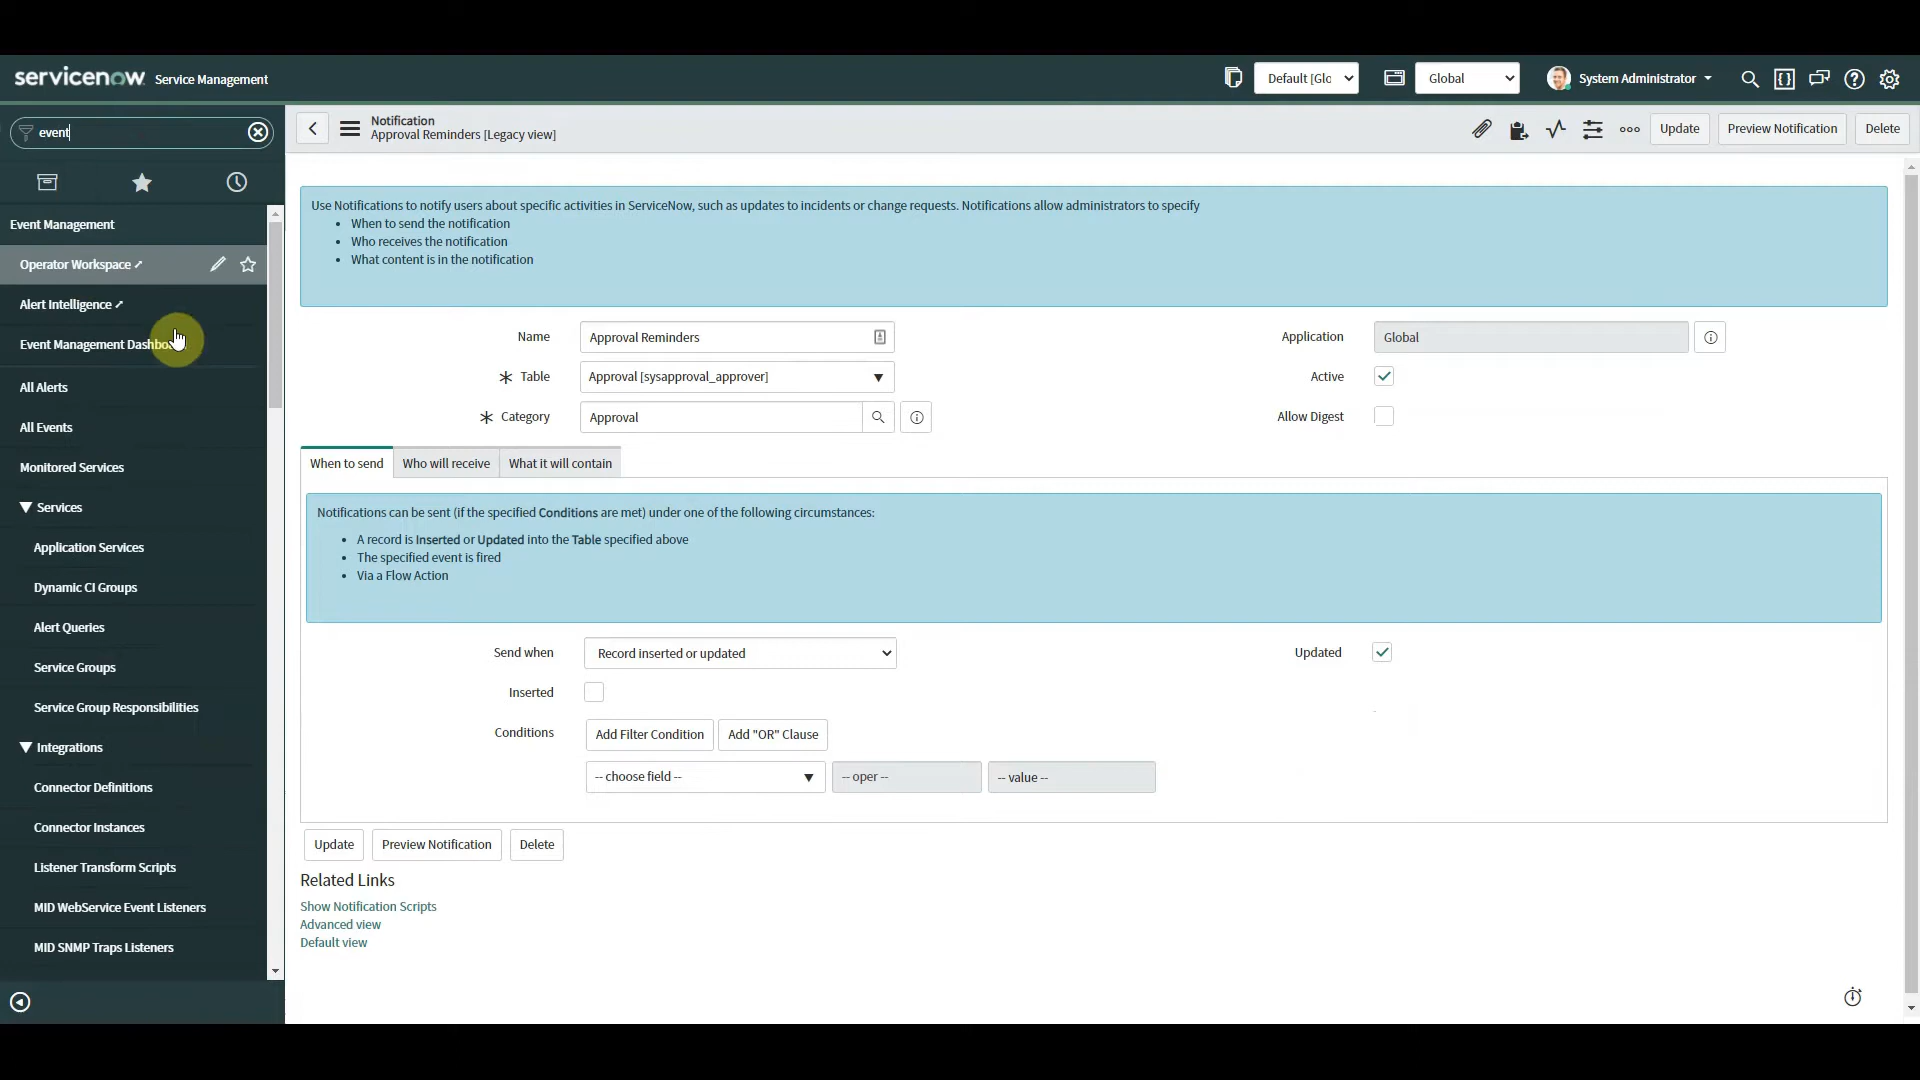 servicenow Service Management
Default [Glc
Global
System Administrator
event
Notification
Approval Reminders [Legacy view]
Update
Preview Notification
Delete
Event Management
Operator Workspace
Alert Intelligence
Event Management
All Alerts
All Events
Monitored Services
Services
Application Services
Dynamic CI Groups
Alert Queries
Service Groups
Service Group Responsibilities
Integrations
Connector Definitions
Connector Instances
Listener Transform Scripts
MID WebService Event Listeners
MID SNMP Traps Listeners
Use Notifications to notify users about specific activities in ServiceNow, such as updates to incidents or change requests. Notifications allow administrators to specify
• When to send the notification
• Who receives the notification
• What content is in the notification
Name Approval Reminders
Application Global
Table Approval [sysapproval_approver]
Active
Category Approval
Allow Digest
When to send
Who will receive
What it will contain
Notifications can be sent (if the specified Conditions are met) under one of the following circumstances:
• A record is Inserted or Updated into the Table specified above
• The specified event is fired
• Via a Flow Action
Send when Record inserted or updated
Updated
Inserted
Conditions Add Filter Condition Add "OR" Clause
-- choose field --
-- oper --
-- value --
Update
Preview Notification
Delete
Related Links
Show Notification Scripts
Advanced view
Default view